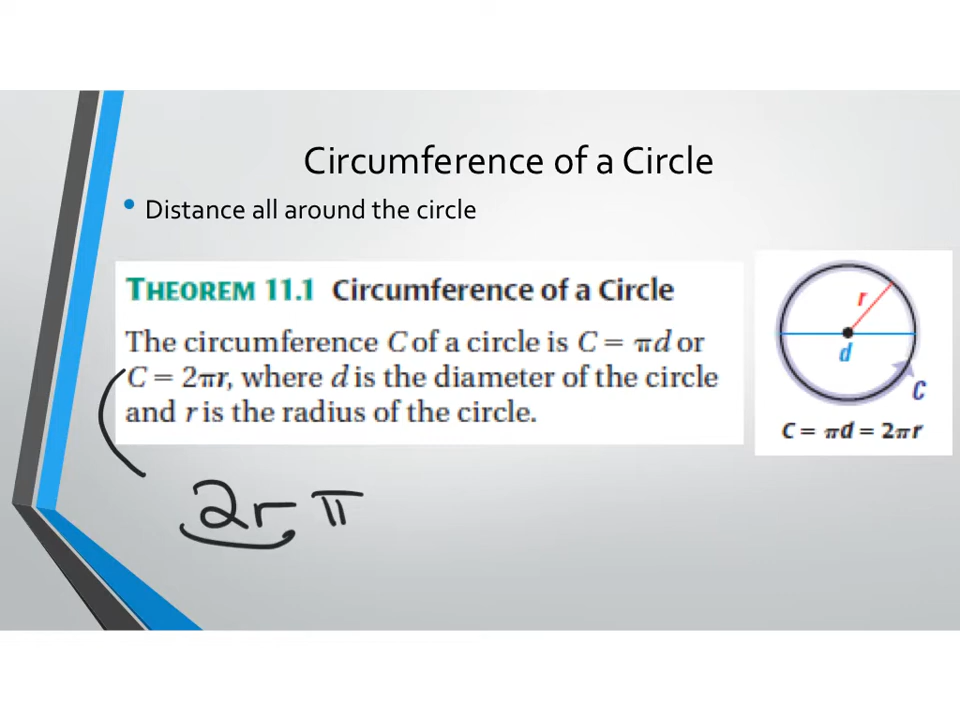 Circumference of a Circle
• Distance all around the circle
THEOREM 11.1 Circumference of a Circle
The circumference C of a circle is C = πd or
C = 2πr, where d is the diameter of the circle
and r is the radius of the circle.
r
d
C
C = πd = 2πr
2r π